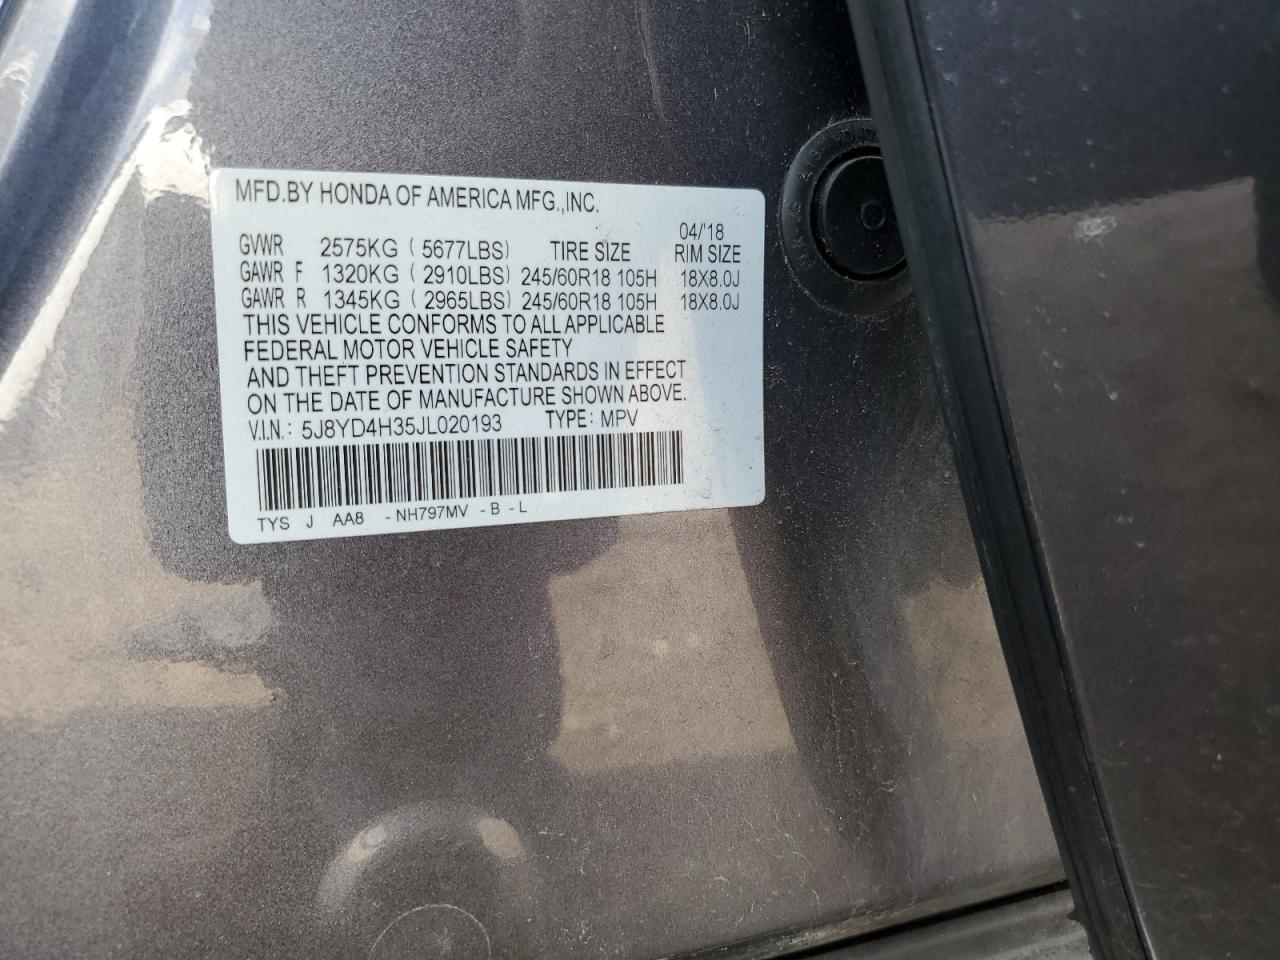 MFD.BY HONDA OF AMERICA MFG.,INC.
04/'18
GVWR 2575KG (5677LBS) TIRE SIZE RIM SIZE
GAWR F 1320KG (2910LBS) 245/60R18 105H 18X8.0J
GAWR R 1345KG (2965LBS) 245/60R18 105H 18X8.0J
THIS VEHICLE CONFORMS TO ALL APPLICABLE
FEDERAL MOTOR VEHICLE SAFETY
AND THEFT PREVENTION STANDARDS IN EFFECT
ON THE DATE OF MANUFACTURE SHOWN ABOVE.
V.I.N.: 5J8YD4H35JL020193 TYPE: MPV
TYS J AA8 -NH797MV -B -L